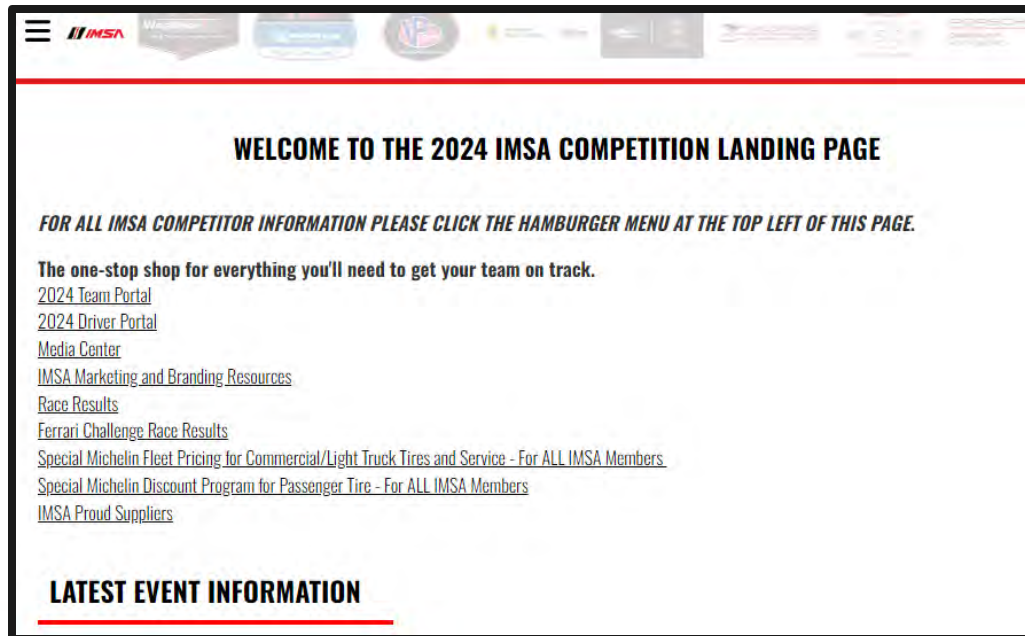 IMSA
WELCOME TO THE 2024 IMSA COMPETITION LANDING PAGE
FOR ALL IMSA COMPETITOR INFORMATION PLEASE CLICK THE HAMBURGER MENU AT THE TOP LEFT OF THIS PAGE.
The one-stop shop for everything you'll need to get your team on track.
2024 Team Portal
2024 Driver Portal
Media Center
IMSA Marketing and Branding Resources
Race Results
Ferrari Challenge Race Results
Special Michelin Fleet Pricing for Commercial/Light Truck Tires and Service - For ALL IMSA Members
Special Michelin Discount Program for Passenger Tire - For ALL IMSA Members
IMSA Proud Suppliers
LATEST EVENT INFORMATION